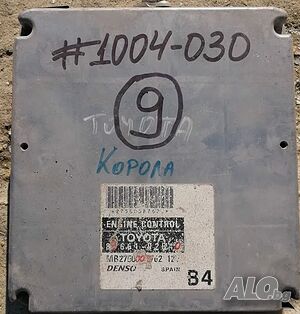 #1004-030
9
TOYOTA
КОРОЛА
ENGINE CONTROL
TOYOTA
DENSO SPAIN 84
ALO.bg